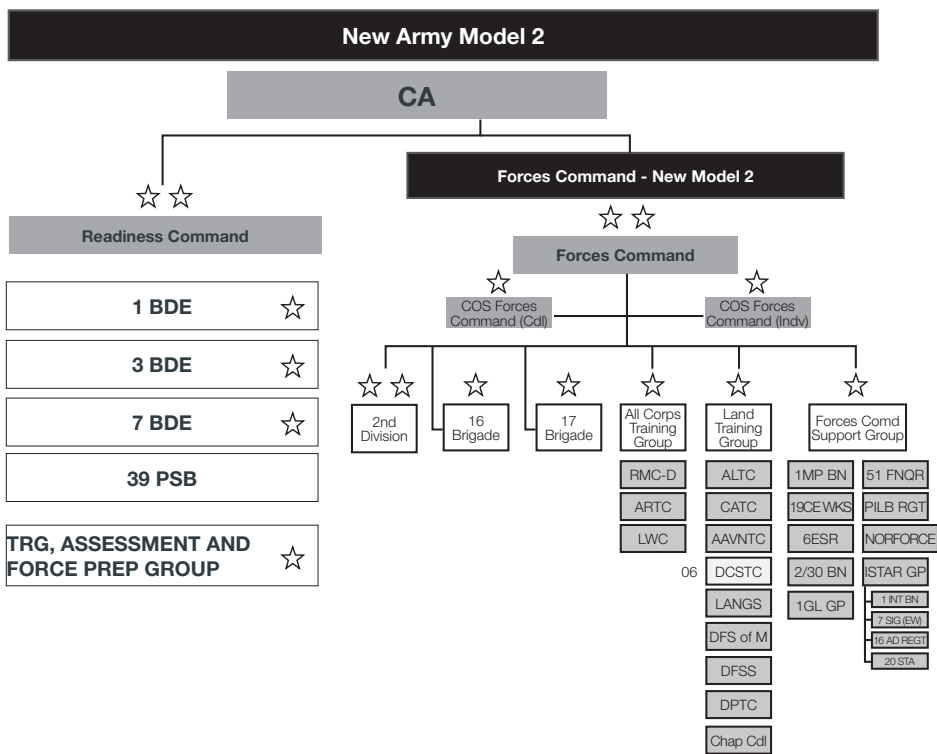 New Army Model 2
CA
Forces Command - New Model 2
Readiness Command
1 BDE
3 BDE
7 BDE
39 PSB
TRG, ASSESSMENT AND
FORCE PREP GROUP
Forces Command
COS Forces
Command (Cdl)
COS Forces
Command (Indv)
2nd
Division
16
Brigade
17
Brigade
All Corps
Training
Group
RMC-D
ARTC
LWC
Land
Training
Group
ALTC
CATC
AAVNTC
06 DCSTC
LANGS
DFS of M
DFSS
DPTC
Chap Cdl
Forces Comd
Support Group
1MP BN
19CE WKS
6ESR
2/30 BN
1GL GP
51 FNQR
PILB RGT
NORFORCE
ISTAR GP
1 INT BN
7 SIG (EW)
16 AD REGT
20 STA